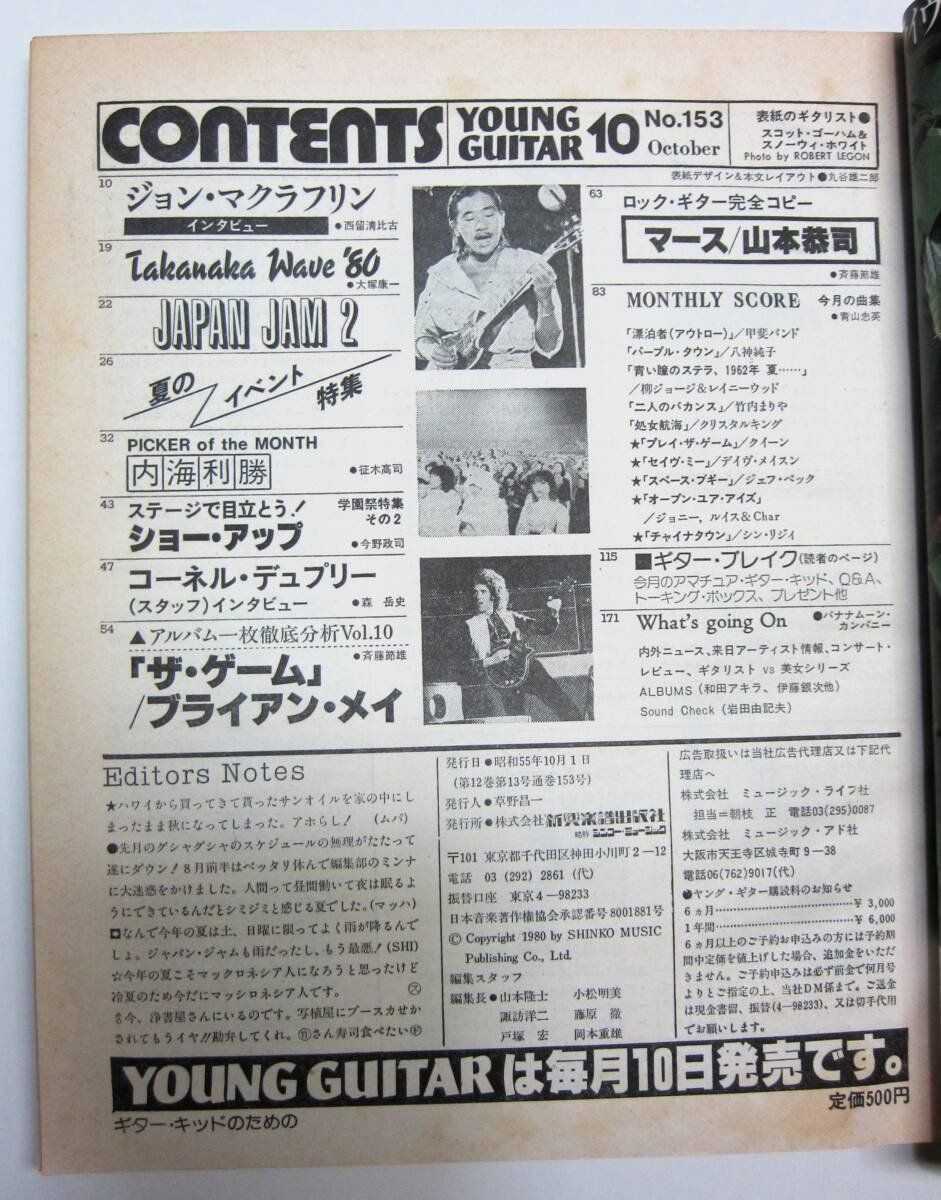 CONTENTS
YOUNG
GUITAR
10
No.153
October
表紙のギタリスト●
スコット・ゴーハム&
スノーウィ・ホワイト
Photo by ROBERT LEGON
表紙デザイン&本文レイアウト●丸谷雄二郎
10
ジョン・マクラフリン
インタビュー
●西留清比古
19
Takanaka Wave '80
●大塚康一
22
JAPAN JAM 2
26
夏の
イベント
特集
32
PICKER of the MONTH
内海利勝
●征木高司
43
ステージで目立とう!
学園祭特集
その2
ショー・アップ
●今野政司
47
コーネル・デュプリー
(スタッフ)インタビュー
●森 岳史
54
▲アルバム一枚徹底分析Vol.10
●斉藤節雄
「ザ・ゲーム」
/ブライアン・メイ
63
ロック・ギター完全コピー
マース/山本恭司
●斉藤節雄
83
MONTHLY SCORE 今月の曲集
●青山忠英
「漂泊者(アウトロー)」/甲斐バンド
「パープル・タウン」/八神純子
「青い瞳のステラ、1962年 夏……」
/柳ジョージ&レイニーウッド
「二人のバカンス」/竹内まりや
「処女航海」/クリスタルキング
★「プレイ・ザ・ゲーム」/クイーン
★「セイヴ・ミー」/デイヴ・メイスン
★「スペース・ブギー」/ジェフ・ベック
★「オープン・ユア・アイズ」
/ジョニー, ルイス&Char
★「チャイナタウン」/シン・リジィ
115
■ギター・ブレイク(読者のページ)
今月のアマチュア・ギター・キッド、Q&A、
トーキング・ボックス、プレゼント他
171
What's going On
●バナナムーン・
カンパニー
内外ニュース、来日アーティスト情報、コンサート・
レビュー、ギタリスト vs 美女シリーズ
ALBUMS (和田アキラ、伊藤銀次他)
Sound Check (岩田由記夫)
Editors Notes
★ハワイから買ってきて貰ったサンオイルを家の中にし
まったまま秋になってしまった。アホらし! (ムパ)
●先月のグシャグシャのスケジュールの無理がたたって
遂にダウン!8月前半はベッタリ休んで編集部のミンナ
に大迷惑をかけました。人間って昼間働いて夜は眠るよ
うにできているんだとシミジミと感じる夏でした。(マッハ)
◘なんで今年の夏は土、日曜に限ってよく雨が降るんで
しょ。ジャパン・ジャムも雨だったし、もう最悪!(SHI)
☆今年の夏こそマックロネシア人になろうと思ったけど
冷夏のため今だにマッシロネシア人です。 ㋜
♉今、浄書屋さんにいるのです。写植屋にブースカせか
されてもうイヤ!!勘弁してくれ。㊟さん寿司食べたい
発行日●昭和55年10月1日
(第12巻第13号通巻153号)
発行人●草野昌一
発行所●株式会社新興楽譜出版社
略称 シンコー・ミュージック
〒101 東京都千代田区神田小川町2-12
電話 03 (292) 2861 (代)
振替口座 東京4-98233
日本音楽著作権協会承認番号8001881号
© Copyright 1980 by SHINKO MUSIC
Publishing Co., Ltd.
編集スタッフ
編集長●山本隆士 小松明美
諏訪洋二 藤原 徹
戸塚 宏 岡本重雄
広告取扱いは当社広告代理店又は下記代
理店へ
株式会社 ミュージック・ライフ社
担当=朝枝 正 電話03(295)0087
株式会社 ミュージック・アド社
大阪市天王寺区城寺町9-38
電話06(762)9017(代)
●ヤング・ギター購読料のお知らせ
6ヵ月……¥3,000
1年間……¥6,000
6ヵ月以上のご予約お申込みの方には予約期
間中定価を値上げした場合、追加金をいただ
きません。ご予約申込みは必ず前金で何月号
よりとご指定の上、当社DM係まで。ご送金
は現金書留、振替(4-98233)、又は切手代用
でお願いします。
YOUNG GUITARは毎月10日発売です。
ギター・キッドのための
定価500円